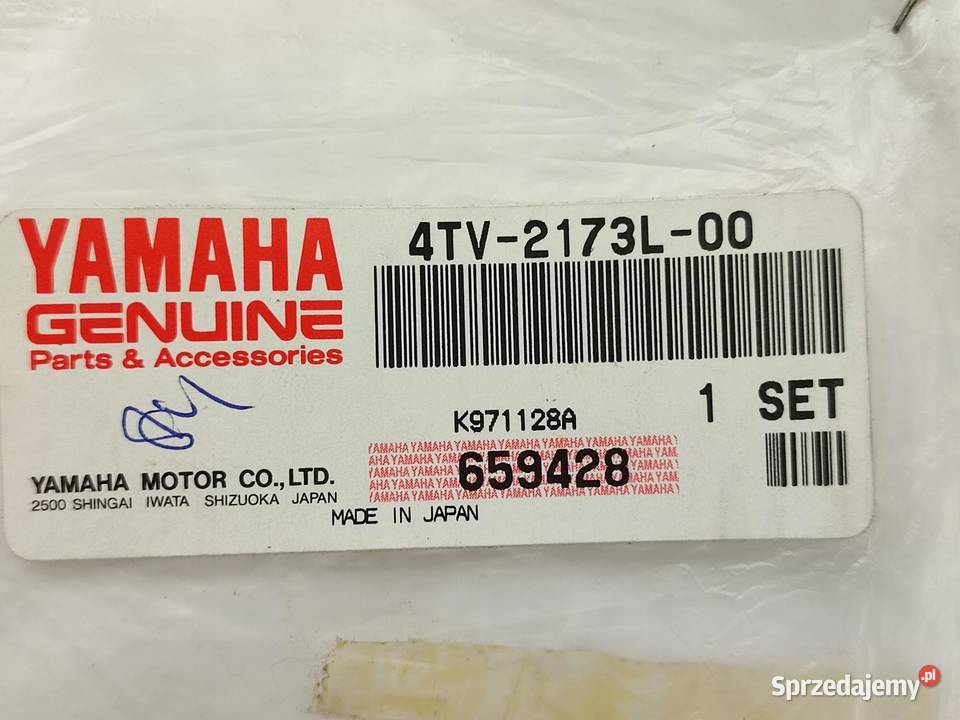 YAMAHA
GENUINE
Parts & Accessories
4TV-2173L-00
1 SET
K971128A
659428
YAMAHA MOTOR CO.,LTD.
2500 SHINGAI IWATA SHIZUOKA JAPAN
MADE IN JAPAN
Sprzedajemy.pl